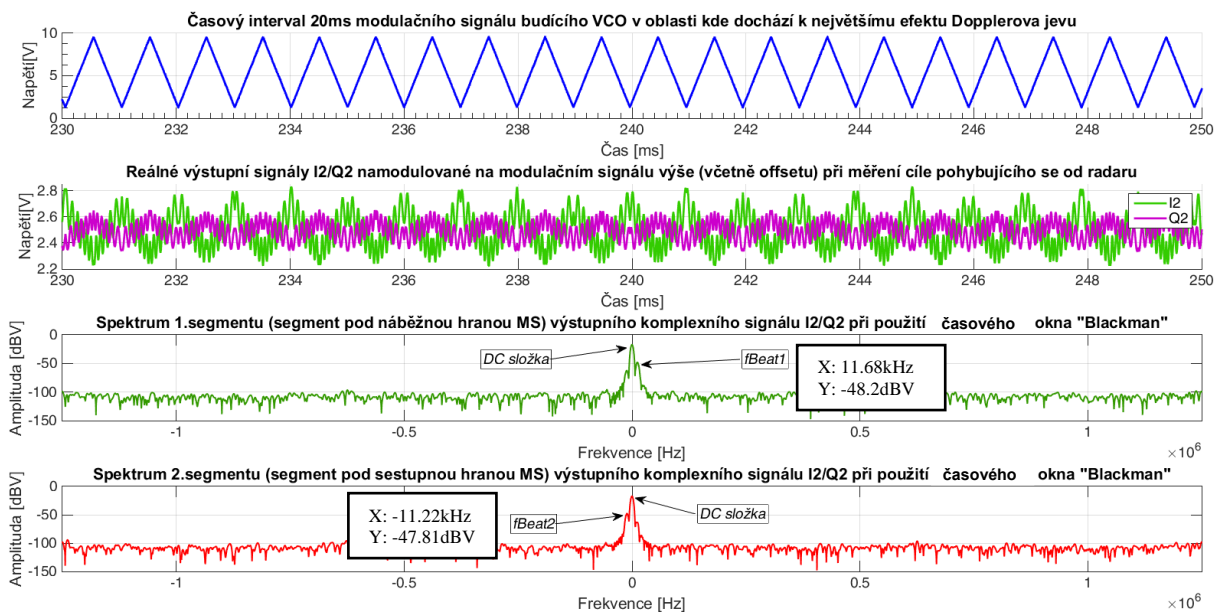 Časový interval 20ms modulačního signálu budícího VCO v oblasti kde dochází k největšímu efektu Dopplerova jevu
10
5
0
Napětí[V]
230 232 234 236 238 240 242 244 246 248 250
Čas [ms]
Reálné výstupní signály I2/Q2 namodulované na modulačním signálu výše (včetně offsetu) při měření cíle pohybujícího se od radaru
2.8
2.6
2.4
2.2
Napětí[V]
I2
Q2
230 232 234 236 238 240 242 244 246 248 250
Čas [ms]
Spektrum 1.segmentu (segment pod náběžnou hranou MS) výstupního komplexního signálu I2/Q2 při použití časového okna "Blackman"
0
-50
-100
-150
Amplituda [dBV]
DC složka
fBeat1
X: 11.68kHz
Y: -48.2dBV
-1 -0.5 0 0.5 1
Frekvence [Hz]
×10⁶
Spektrum 2.segmentu (segment pod sestupnou hranou MS) výstupního komplexního signálu I2/Q2 při použití časového okna "Blackman"
0
-50
-100
-150
Amplituda [dBV]
X: -11.22kHz
Y: -47.81dBV
fBeat2
DC složka
-1 -0.5 0 0.5 1
Frekvence [Hz]
×10⁶